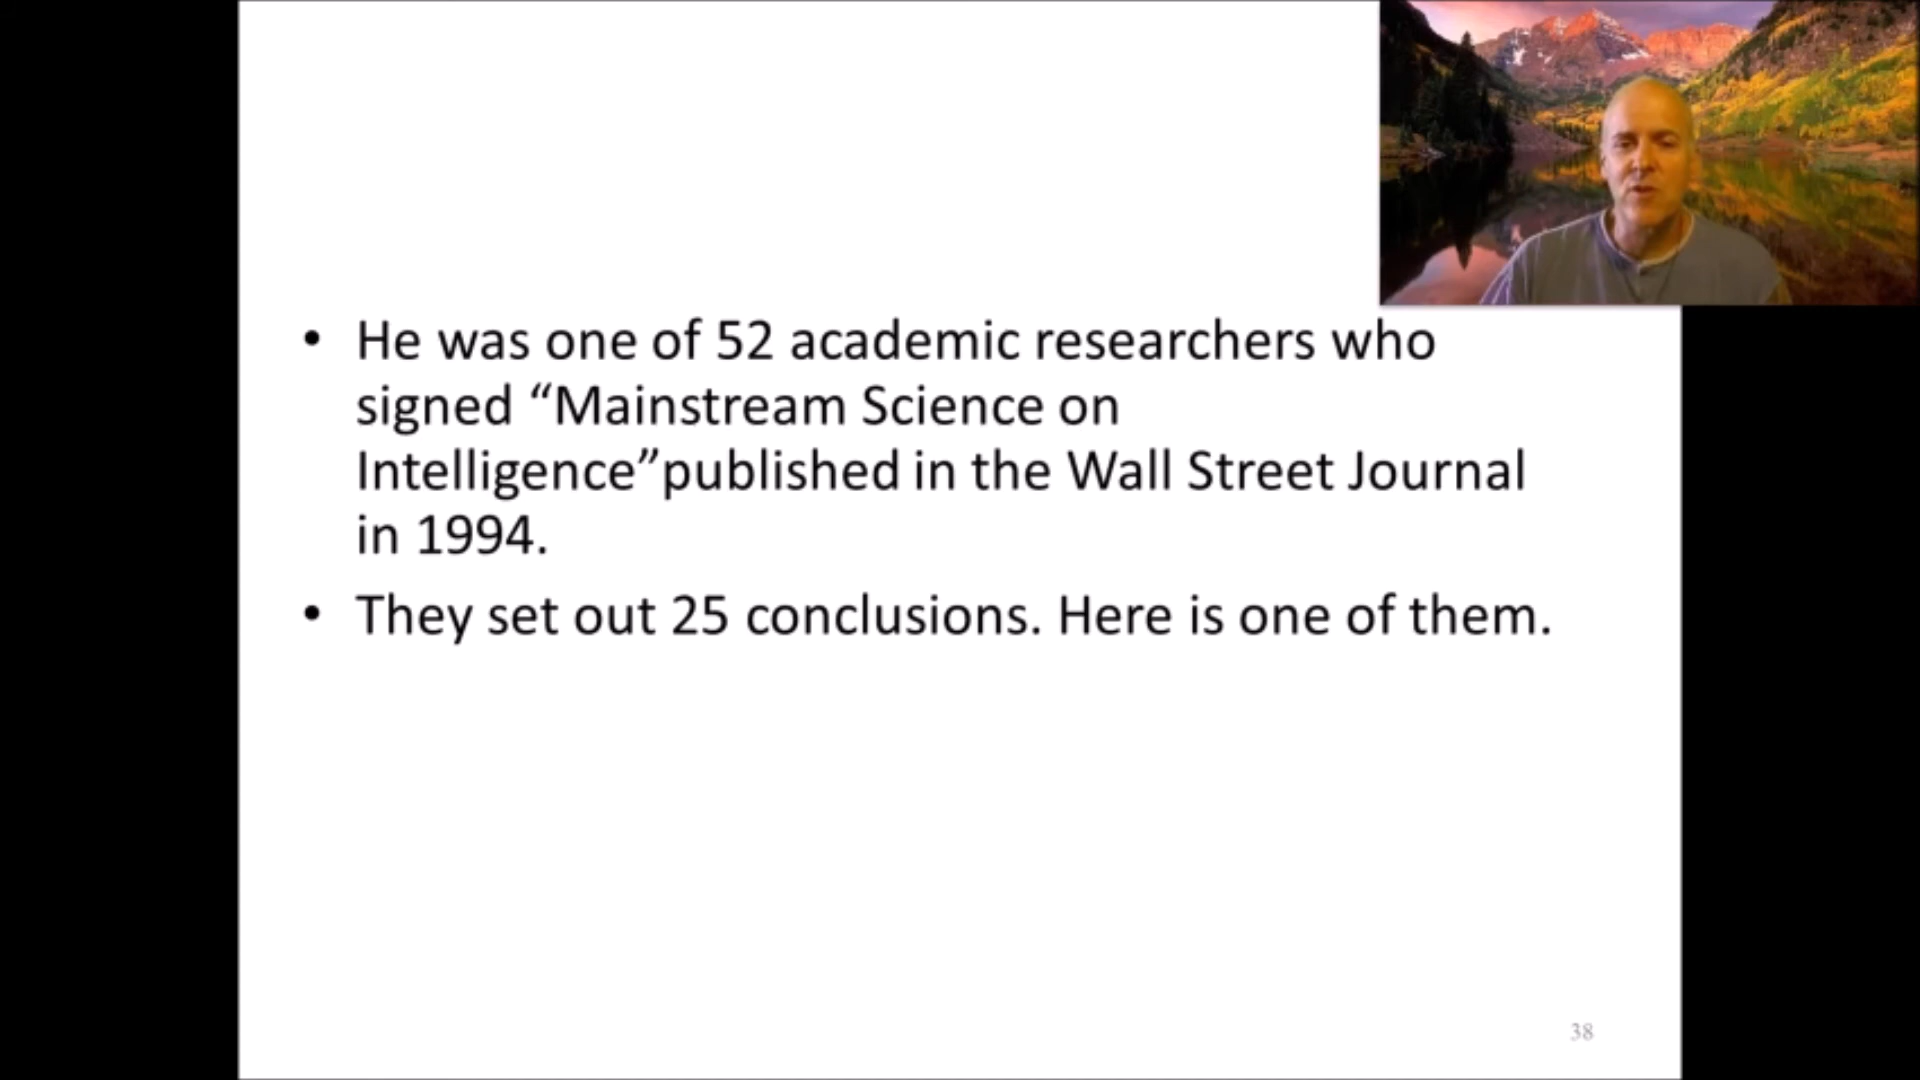 • He was one of 52 academic researchers who
signed “Mainstream Science on
Intelligence”published in the Wall Street Journal
in 1994.
• They set out 25 conclusions. Here is one of them.
38